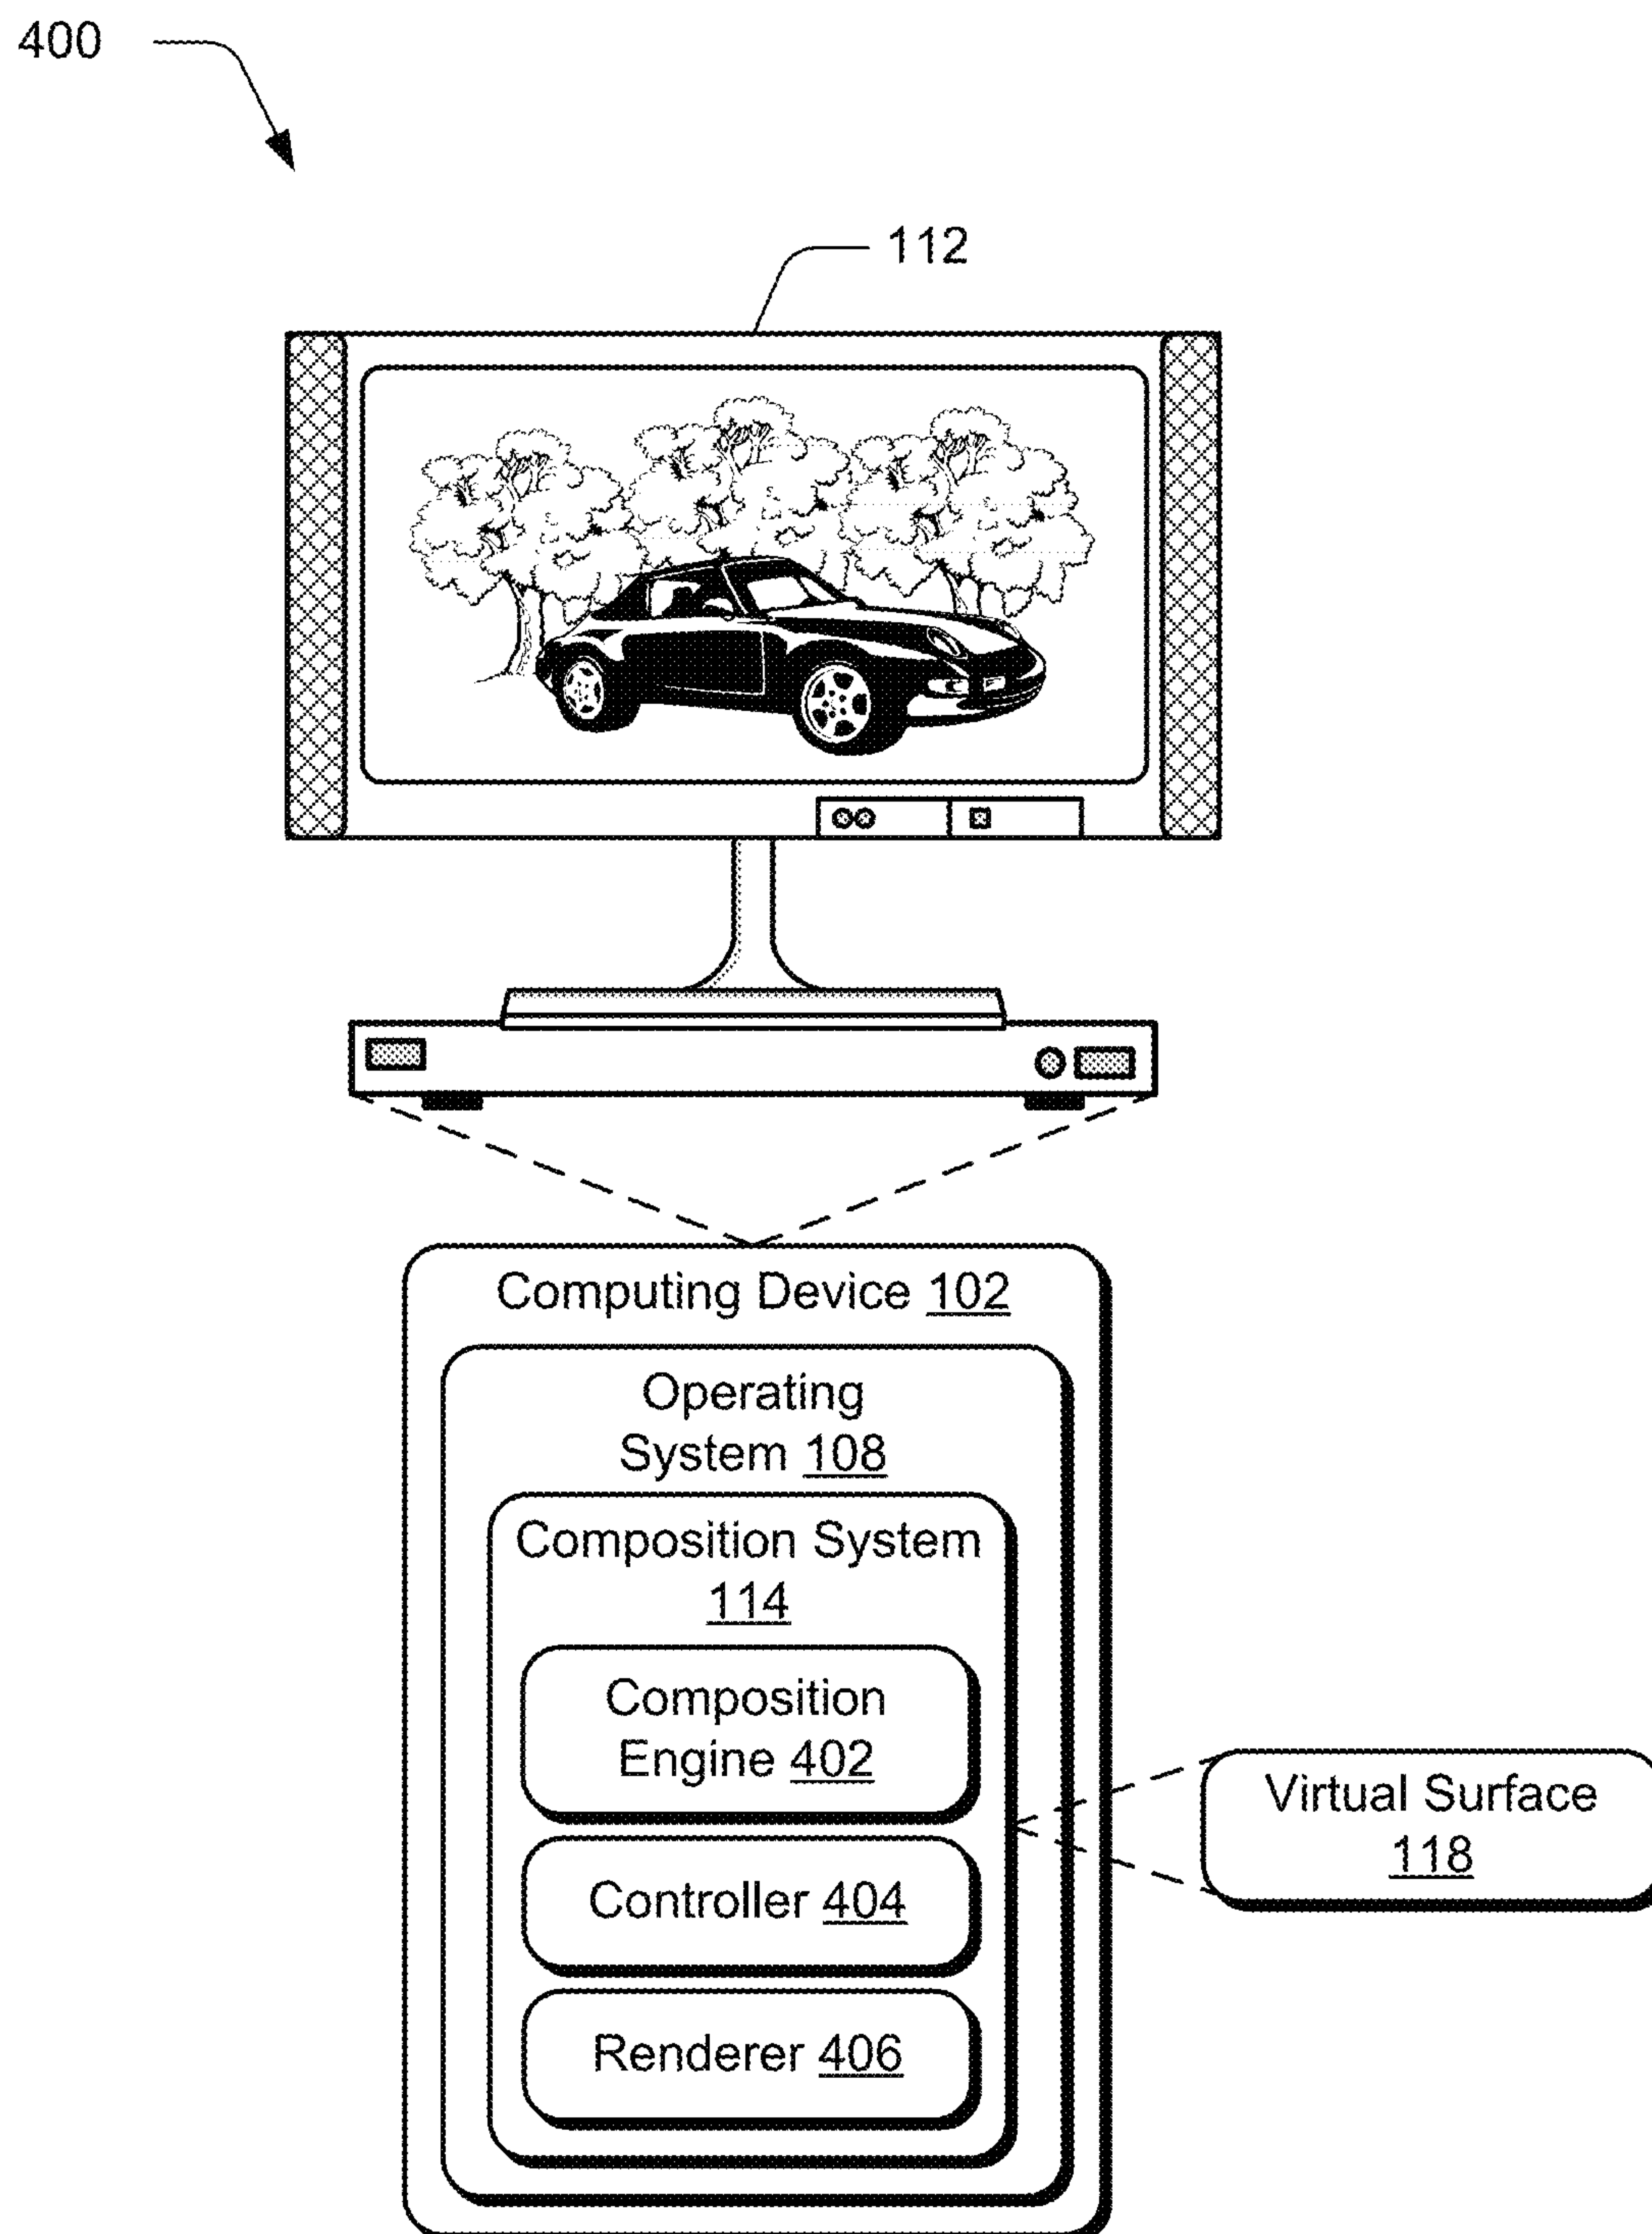 400
112
Computing Device 102
Operating
System 108
Composition System
114
Composition
Engine 402
Virtual Surface
118
Controller 404
Renderer 406